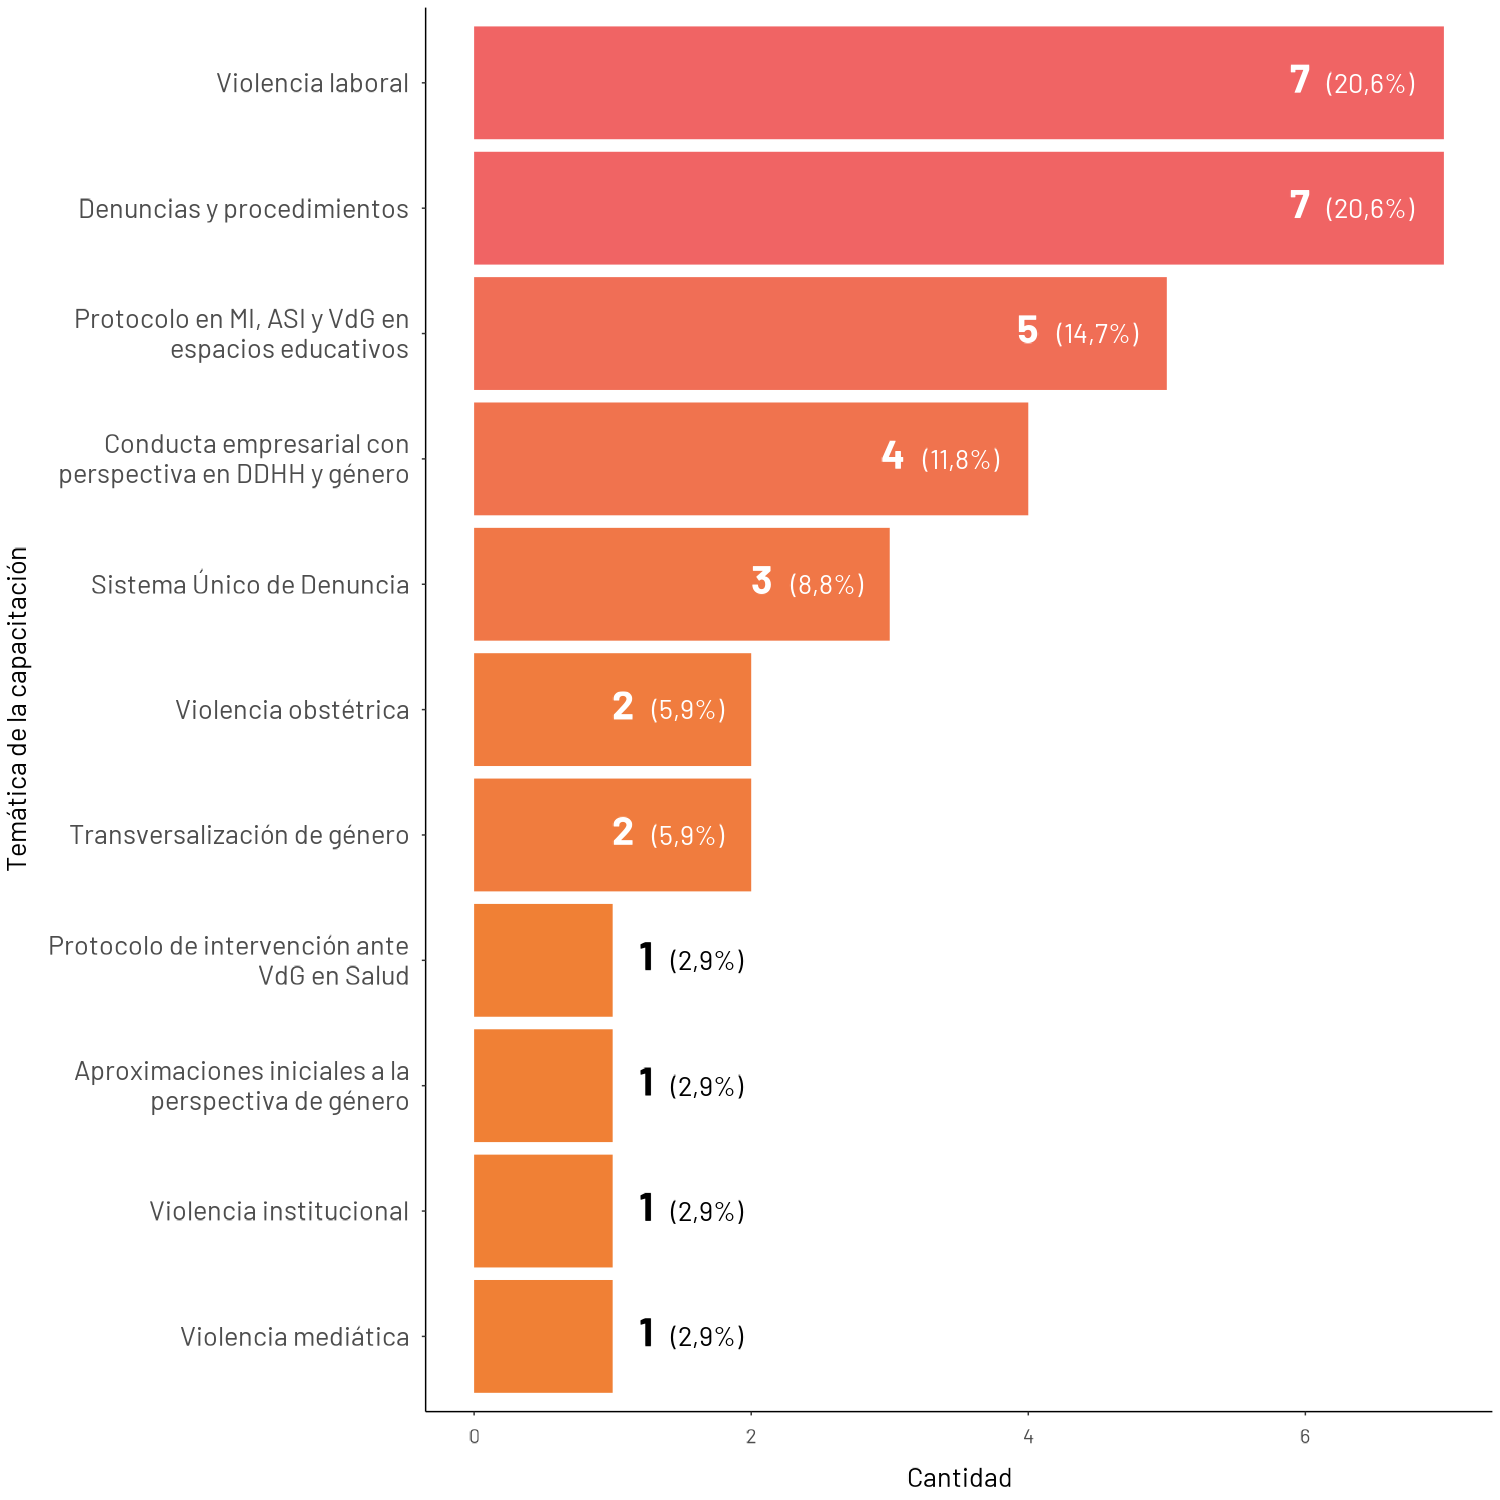 Temática de la capacitación
Violencia laboral
7 (20,6%)
Denuncias y procedimientos
7 (20,6%)
Protocolo en MI, ASI y VdG en
espacios educativos
5 (14,7%)
Conducta empresarial con
perspectiva en DDHH y género
4 (11,8%)
Sistema Único de Denuncia
3 (8,8%)
Violencia obstétrica
2 (5,9%)
Transversalización de género
2 (5,9%)
Protocolo de intervención ante
VdG en Salud
1 (2,9%)
Aproximaciones iniciales a la
perspectiva de género
1 (2,9%)
Violencia institucional
1 (2,9%)
Violencia mediática
1 (2,9%)
0 2 4 6
Cantidad